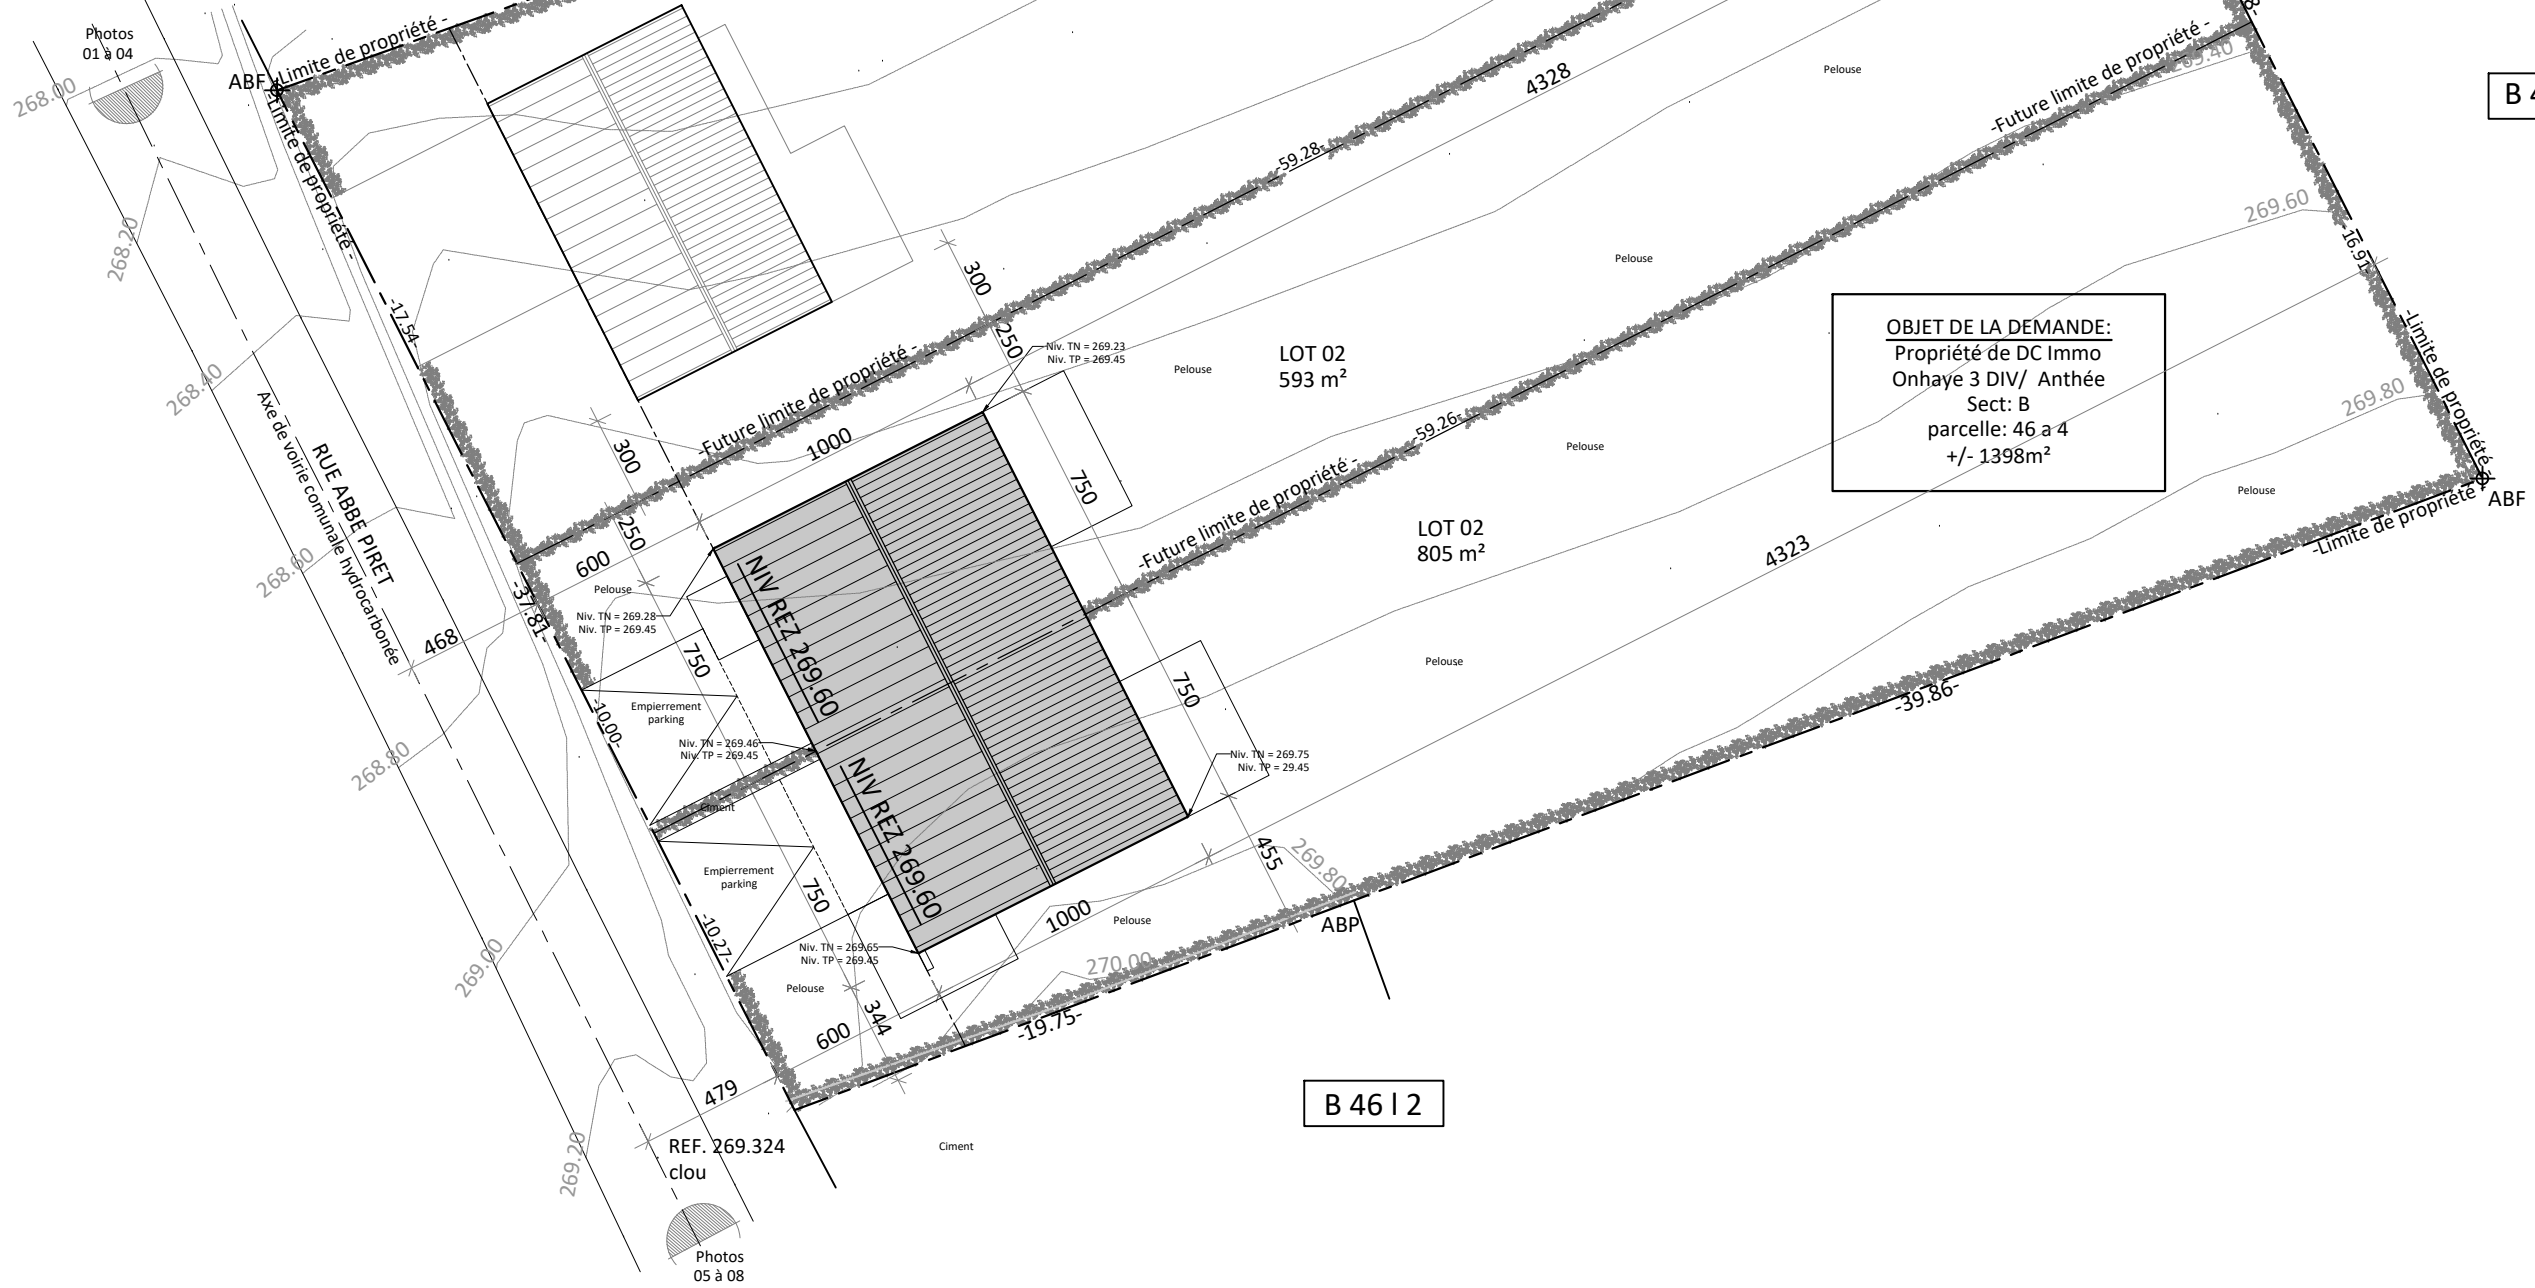 Photos
01 à 04
ABF
-Limite de propriété -
-Limite de propriété -
268.00
268.20
268.40
268.60
268.80
269.00
269.20
-17.54-
-37.81-
-10.00-
-10.27-
RUE ABBE PIRET
Axe de voirie comunale hydrocarbonée
468
479
600
250
300
750
750
344
600
Pelouse
Niv. TN = 269.28
Niv. TP = 269.45
Empierrement
parking
Niv. TN = 269.46
Niv. TP = 269.45
Ciment
Empierrement
parking
Niv. TN = 269.65
Niv. TP = 269.45
Pelouse
NIV REZ 269.60
NIV REZ 269.60
-Future limite de propriété -
1000
300
250
Niv. TN = 269.23
Niv. TP = 269.45
750
750
Niv. TN = 269.75
Niv. TP = 29.45
455
269.80
1000
Pelouse
270.00
-19.75-
ABP
-59.28-
4328
Pelouse
LOT 02
593 m²
Pelouse
Pelouse
-Future limite de propriété -
-59.26-
Pelouse
LOT 02
805 m²
Pelouse
4323
-Future limite de propriété -
269.40
269.60
-16.91-
269.80
-Limite de propriété-
OBJET DE LA DEMANDE:
Propriété de DC Immo
Onhaye 3 DIV/ Anthée
Sect: B
parcelle: 46 a 4
+/- 1398m²
Pelouse
ABF
-Limite de propriété -
-39.86-
B 46 l 2
Ciment
REF. 269.324
clou
Photos
05 à 08